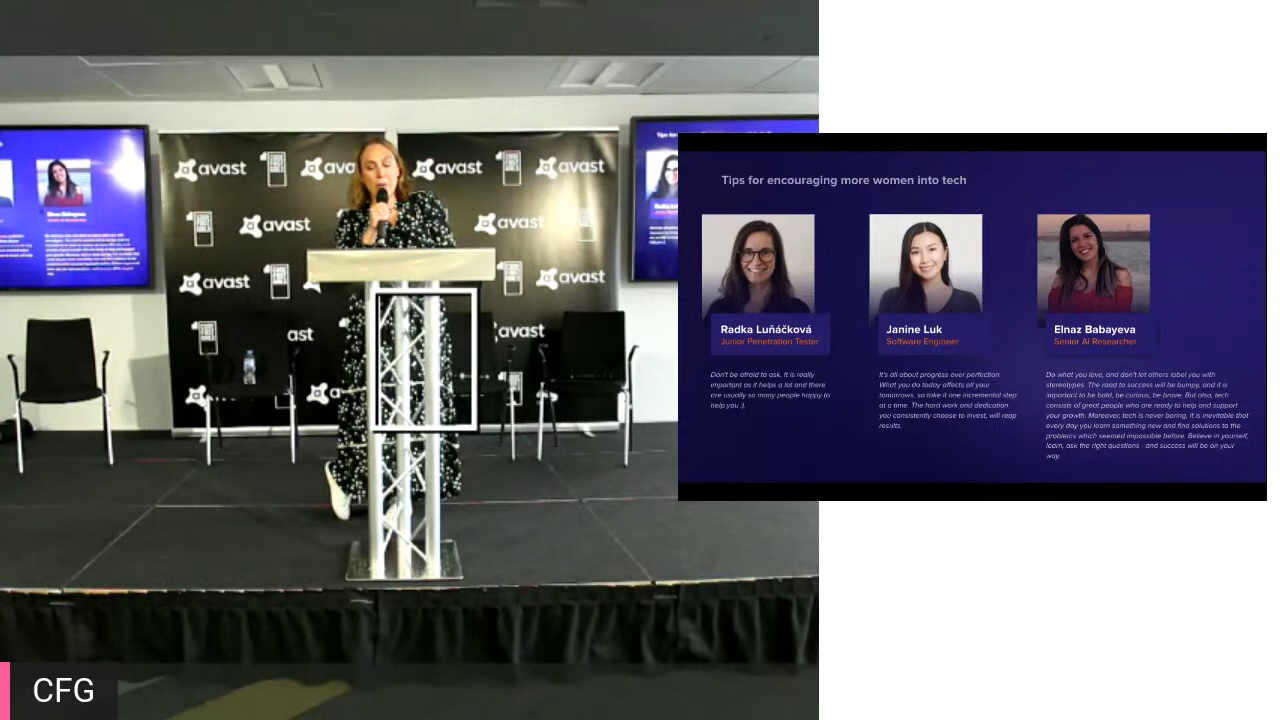 Tips for encouraging more women into tech
Radka Luňáčková
Junior Penetration Tester
Don't be afraid to ask. It is really
important as it helps a lot and there
are usually so many people happy to
help you :).
Janine Luk
Software Engineer
It's all about progress over perfection.
What you do today affects all your
tomorrows, so take it one incremental step
at a time. The hard work and dedication
you consistently choose to invest, will reap
results.
Elnaz Babayeva
Senior AI Researcher
Do what you love, and don't let others label you with
stereotypes. The road to success will be bumpy, and it is
important to be bold, be curious, be brave. But also, tech
consists of great people who are ready to help and support
your growth. Moreover, tech is never boring, it is inevitable that
every day you learn something new and find solutions to the
problems which seemed impossible before. Believe in yourself,
learn, ask the right questions - and success will be on your
way.
avast
ava
avast
avast
avast
avast
avast
avast
ast
avast
CFG